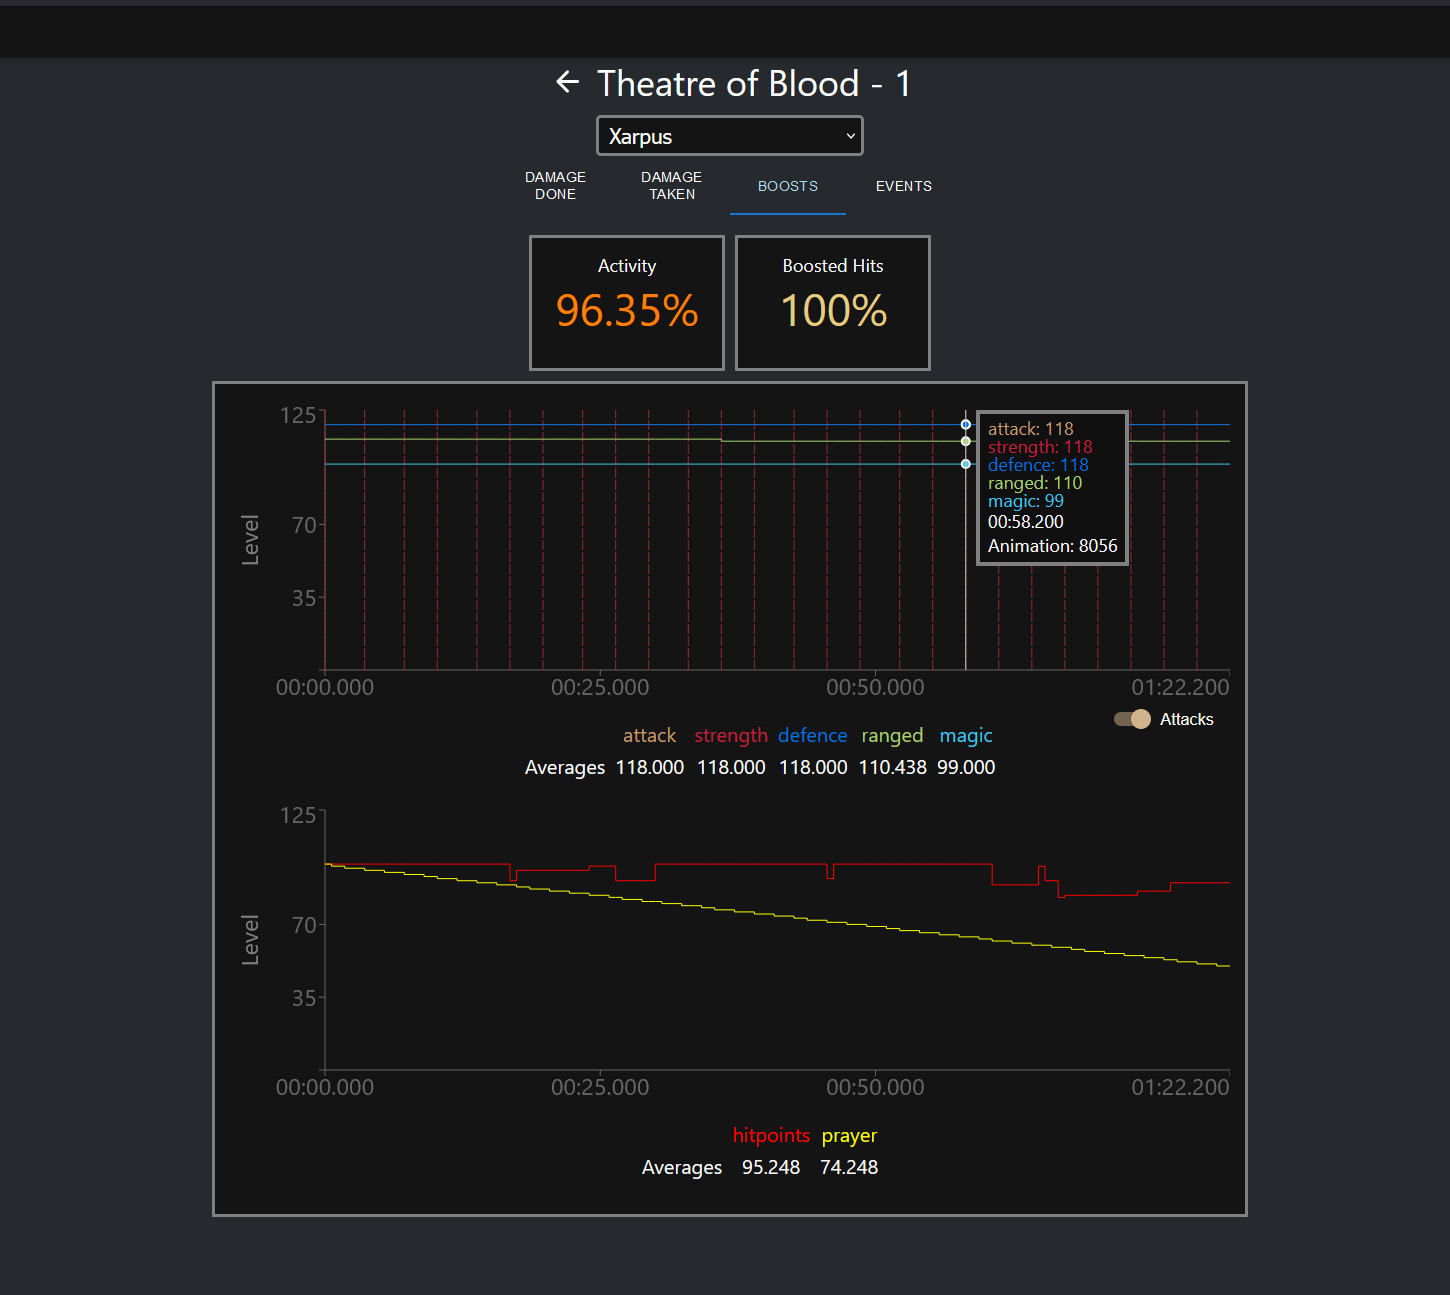 Theatre of Blood - 1
Xarpus
DAMAGE DONE
DAMAGE TAKEN
BOOSTS
EVENTS
Activity
96.35%
Boosted Hits
100%
125
70
35
Level
attack: 118
strength: 118
defence: 118
ranged: 110
magic: 99
00:58.200
Animation: 8056
00:00.000 00:25.000 00:50.000 01:22.200
Attacks
attack strength defence ranged magic
Averages 118.000 118.000 118.000 110.438 99.000
125
70
35
Level
00:00.000 00:25.000 00:50.000 01:22.200
hitpoints prayer
Averages 95.248 74.248